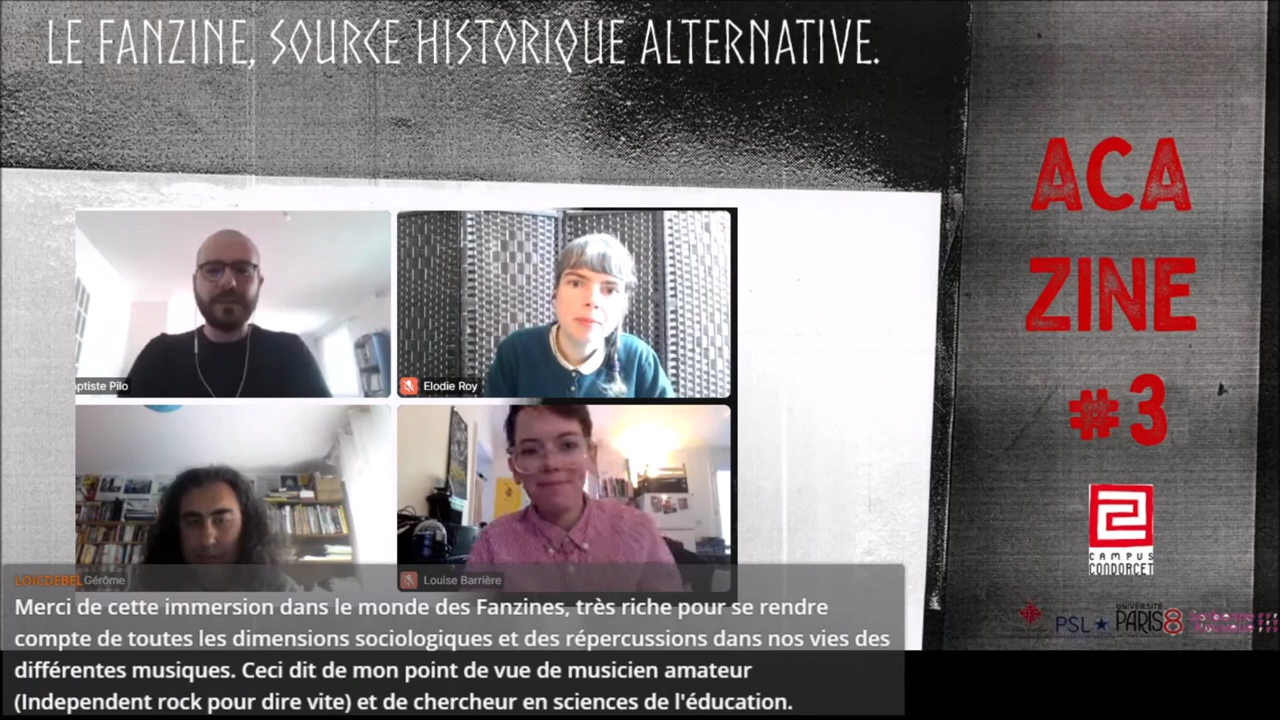 LE FANZINE, SOURCE HISTORIQUE ALTERNATIVE.
ACA
ZINE
#3
CAMPUS
CONDORCET
PSL
UNIVERSITÉ
PARIS 8
ptiste Pilo
Elodie Roy
Gérôme
Louise Barrière
LOICDEBEL
Merci de cette immersion dans le monde des Fanzines, très riche pour se rendre
compte de toutes les dimensions sociologiques et des répercussions dans nos vies des
différentes musiques. Ceci dit de mon point de vue de musicien amateur
(Independent rock pour dire vite) et de chercheur en sciences de l'éducation.